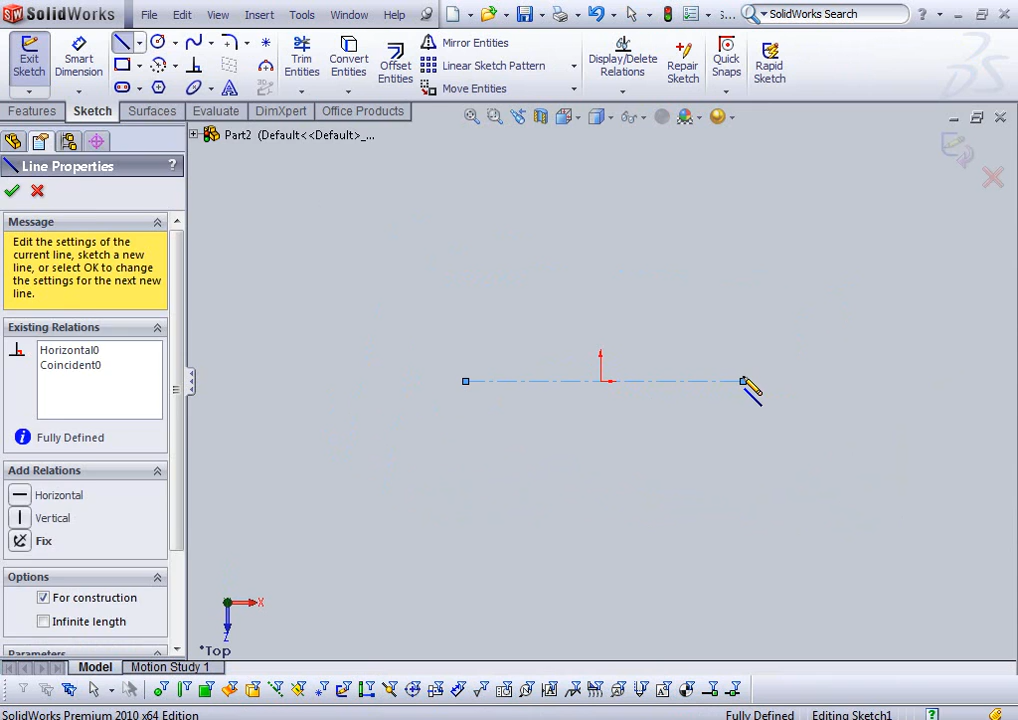 SolidWorks File Edit View Insert Tools Window Help s... SolidWorks Search
Exit Sketch
Smart Dimension
Trim Entities
Convert Entities
Offset Entities
Mirror Entities
Linear Sketch Pattern
Move Entities
Display/Delete Relations
Repair Sketch
Quick Snaps
Rapid Sketch
Features Sketch Surfaces Evaluate DimXpert Office Products
Part2 (Default<<Default>_...
Line Properties ?
Message
Edit the settings of the
current line, sketch a new
line, or select OK to change
the settings for the next new
line.
Existing Relations
Horizontal0
Coincident0
Fully Defined
Add Relations
Horizontal
Vertical
Fix
Options
For construction
Infinite length
Parameters
X
Z
*Top
Model Motion Study 1
SolidWorks Premium 2010 x64 Edition Fully Defined Editing Sketch1